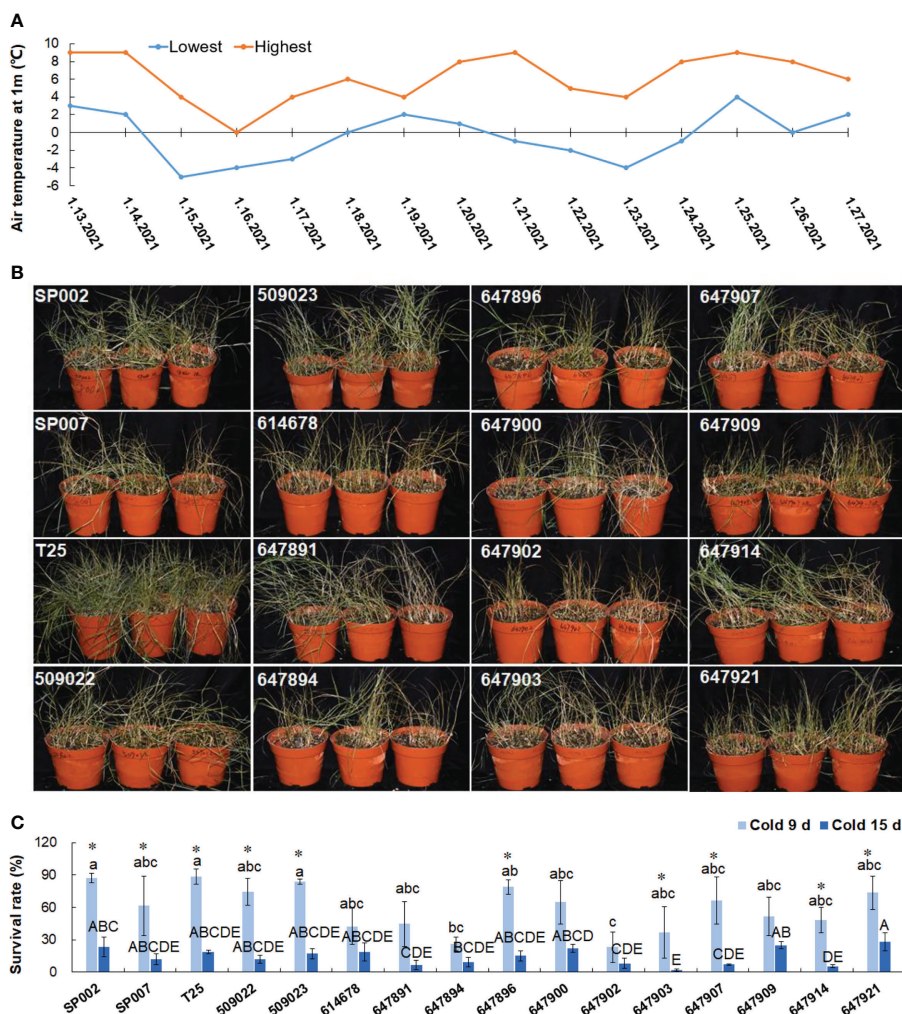 A
Lowest Highest
Air temperature at 1m (℃)
10
8
6
4
2
0
-2
-4
-6
1.13.2021 1.14.2021 1.15.2021 1.16.2021 1.17.2021 1.18.2021 1.19.2021 1.20.2021 1.21.2021 1.22.2021 1.23.2021 1.24.2021 1.25.2021 1.26.2021 1.27.2021
B
SP002 509023 647896 647907
SP007 614678 647900 647909
T25 647891 647902 647914
509022 647894 647903 647921
C
Cold 9 d Cold 15 d
Survival rate (%)
120
90
60
30
0
* * * * * * * * * *
a abc a abc a abc abc bc ab abc c abc abc abc abc abc
ABC ABCDE ABCDE ABCDE ABCDE ABCDE CDE BCDE ABCDE ABCD CDE E CDE AB DE A
SP002 SP007 T25 509022 509023 614678 647891 647894 647896 647900 647902 647903 647907 647909 647914 647921